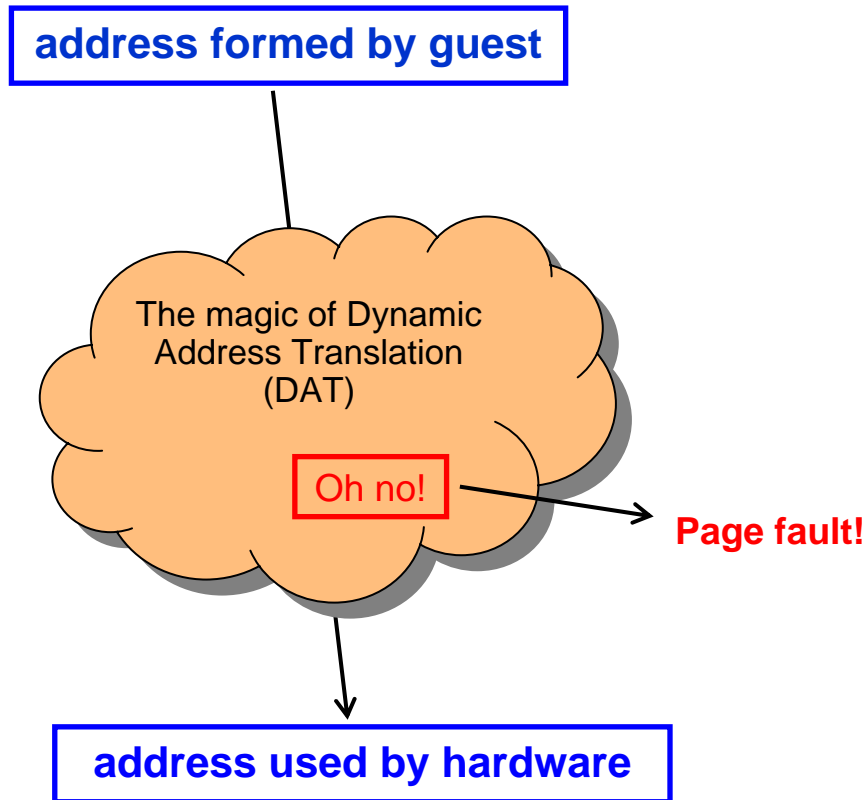 address formed by guest
The magic of Dynamic
Address Translation
(DAT)
Oh no!
Page fault!
address used by hardware